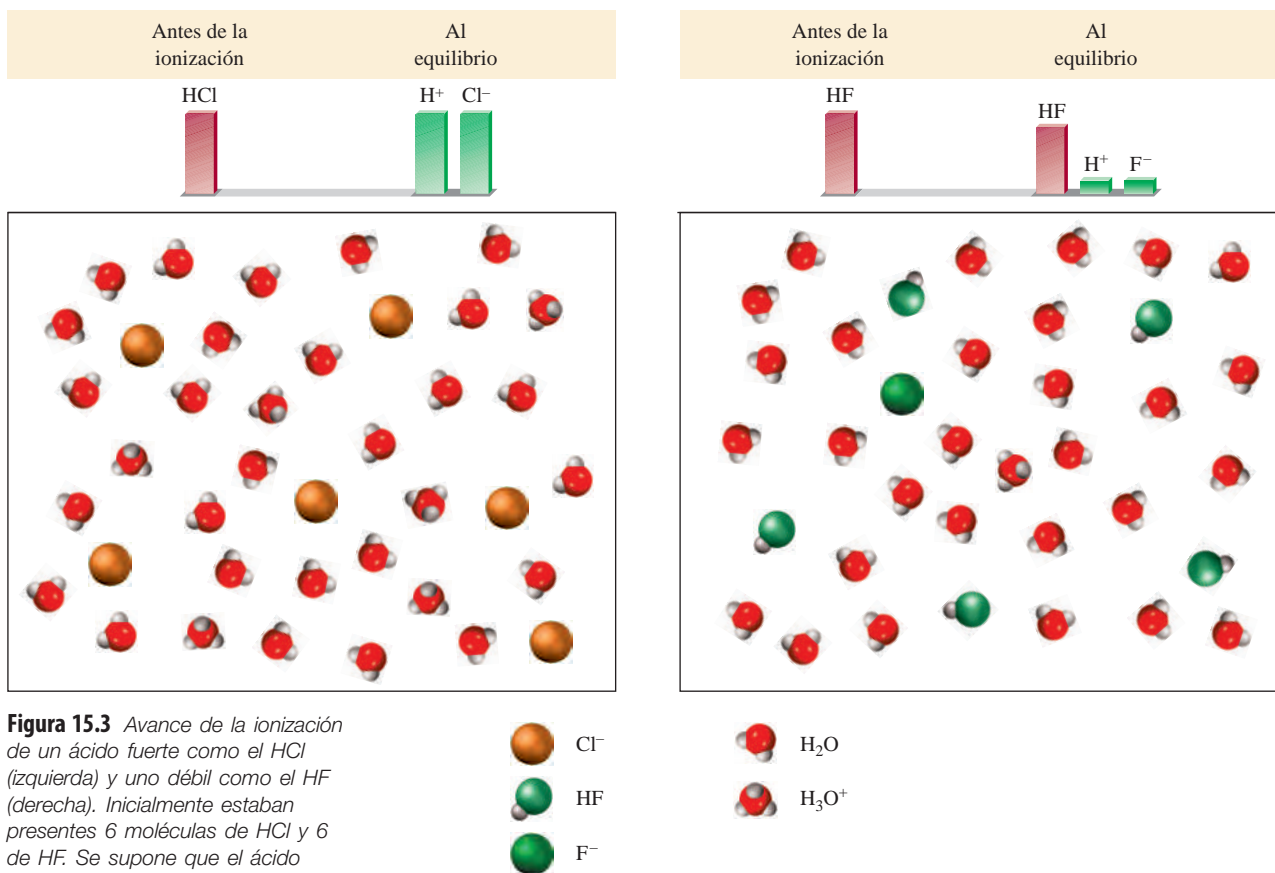 Antes de la
ionización
Al
equilibrio
HCl
H⁺ Cl⁻
Antes de la
ionización
Al
equilibrio
HF
HF
H⁺
F⁻
Figura 15.3 Avance de la ionización
de un ácido fuerte como el HCl
(izquierda) y uno débil como el HF
(derecha). Inicialmente estaban
presentes 6 moléculas de HCl y 6
de HF. Se supone que el ácido
Cl⁻
HF
F⁻
H₂O
H₃O⁺